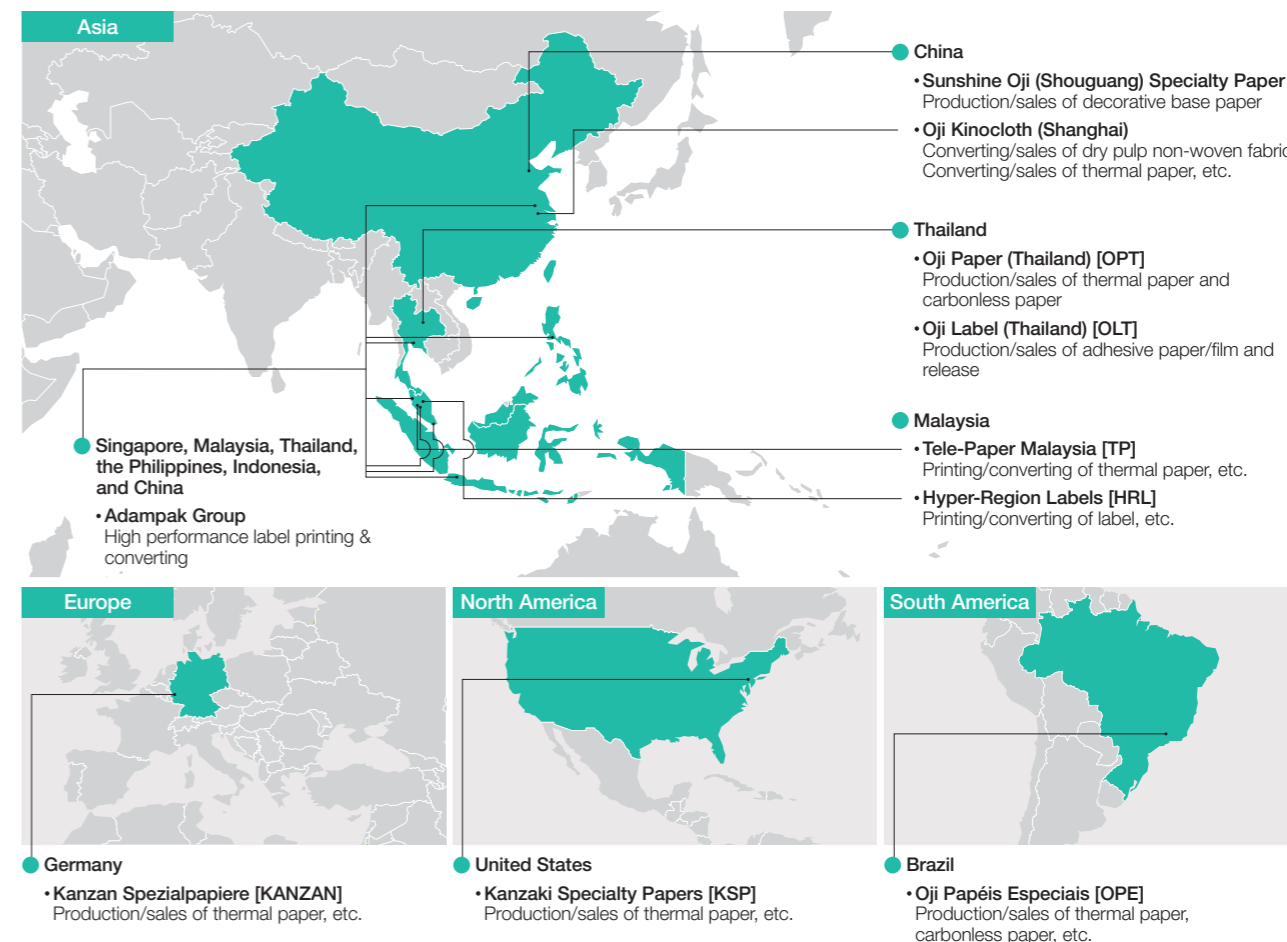 Asia
China
• Sunshine Oji (Shouguang) Specialty Paper
Production/sales of decorative base paper
• Oji Kinocloth (Shanghai)
Converting/sales of dry pulp non-woven fabric
Converting/sales of thermal paper, etc.
Thailand
• Oji Paper (Thailand) [OPT]
Production/sales of thermal paper and
carbonless paper
• Oji Label (Thailand) [OLT]
Production/sales of adhesive paper/film and
release
Malaysia
• Tele-Paper Malaysia [TP]
Printing/converting of thermal paper, etc.
• Hyper-Region Labels [HRL]
Printing/converting of label, etc.
Singapore, Malaysia, Thailand,
the Philippines, Indonesia,
and China
• Adampak Group
High performance label printing &
converting
Europe
Germany
• Kanzan Spezialpapiere [KANZAN]
Production/sales of thermal paper, etc.
North America
United States
• Kanzaki Specialty Papers [KSP]
Production/sales of thermal paper, etc.
South America
Brazil
• Oji Papéis Especiais [OPE]
Production/sales of thermal paper,
carbonless paper, etc.